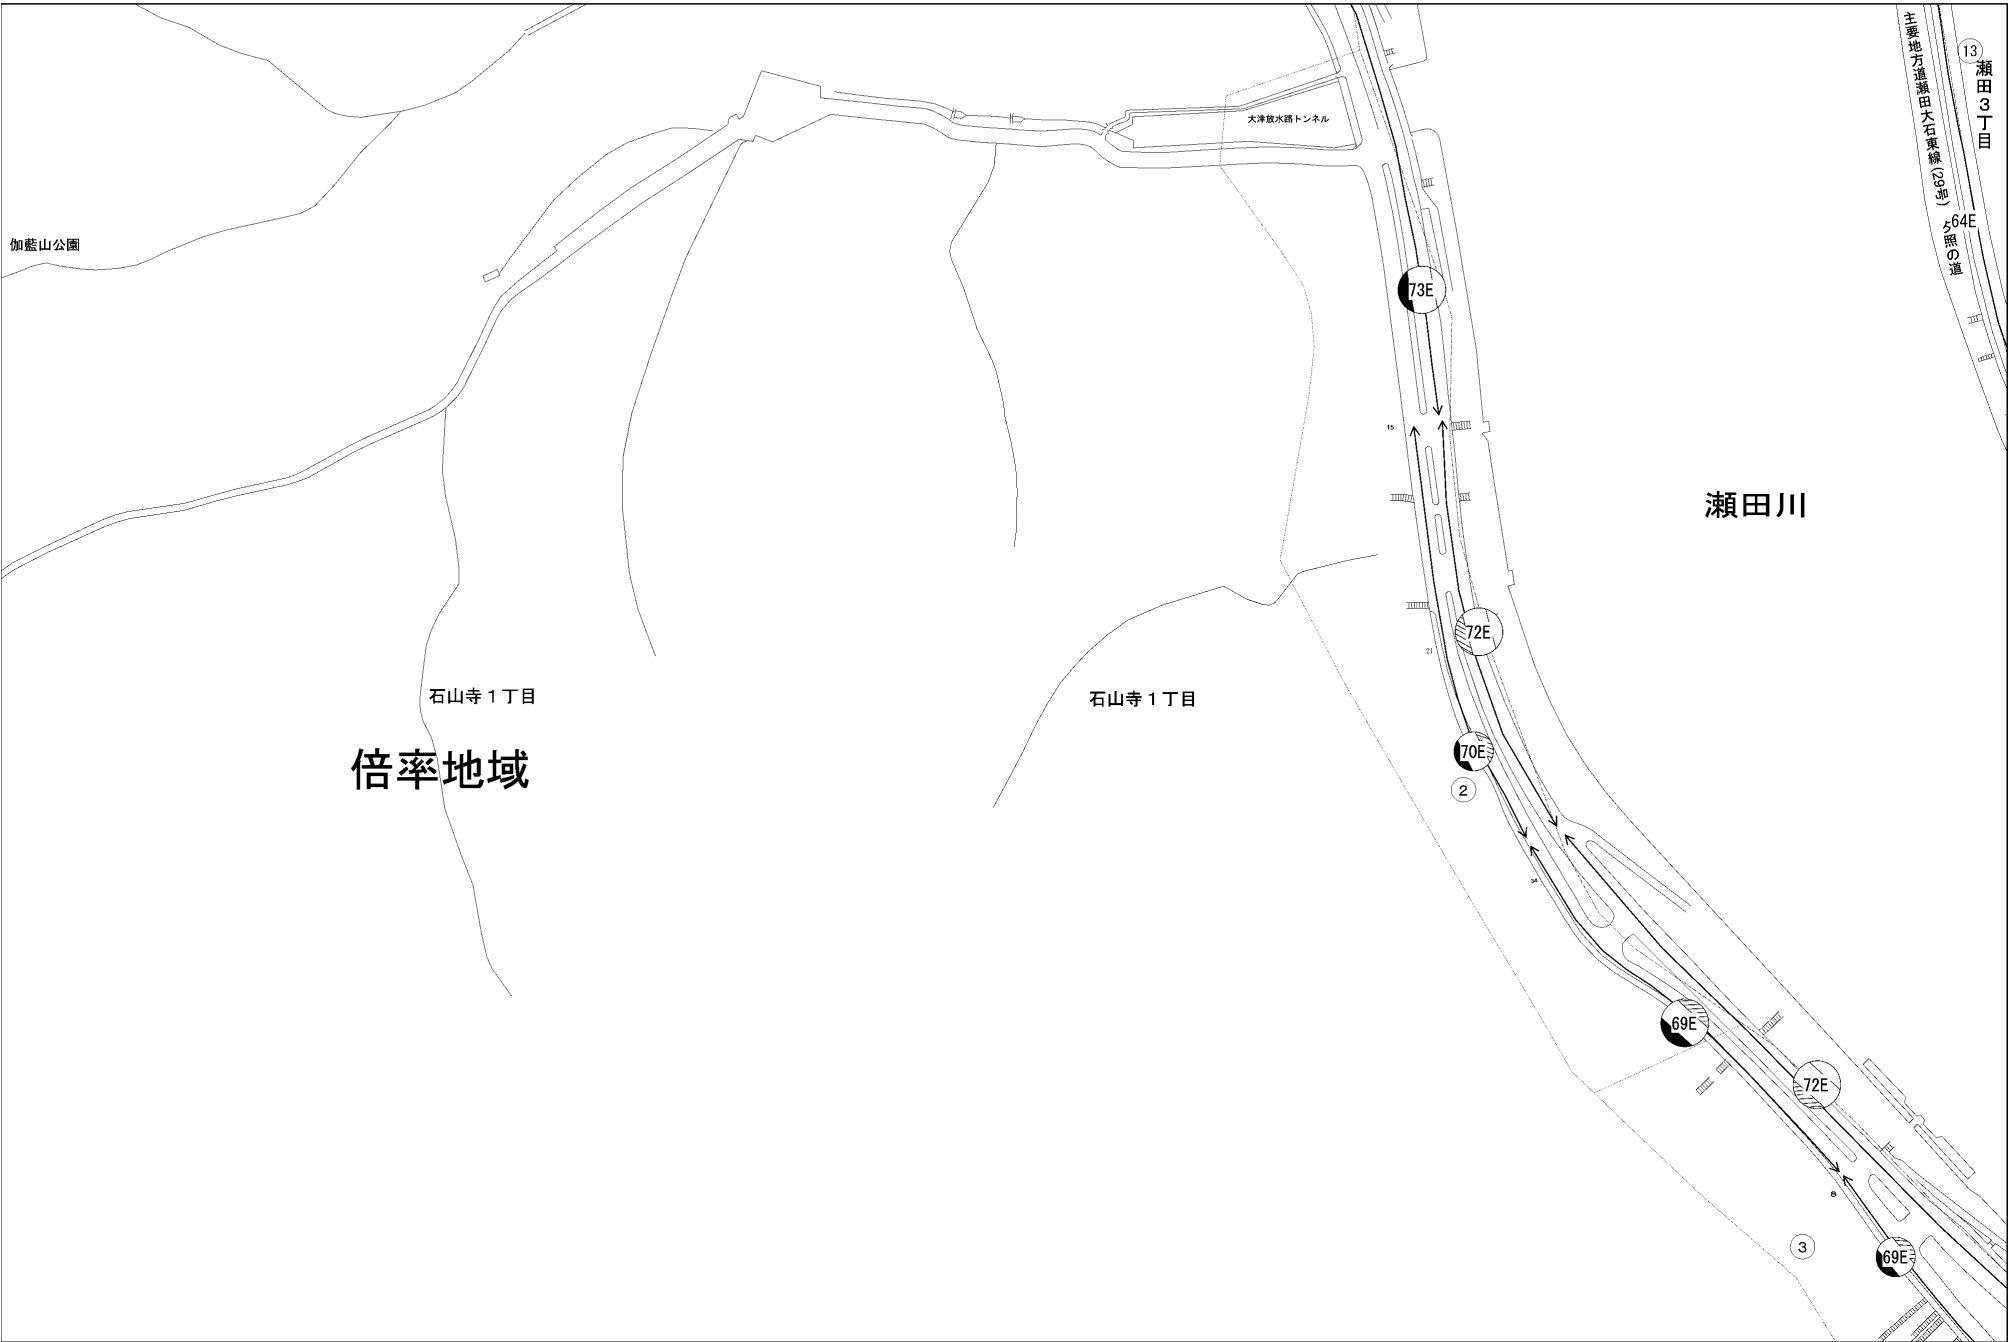 13
瀬田3丁目
主要地方道瀬田大石東線(29号)
夕照の道
64E
大津放水路トンネル
伽藍山公園
73E
15
瀬田川
72E
21
石山寺1丁目
石山寺1丁目
70E
倍率地域
2
34
69E
72E
8
3
69E